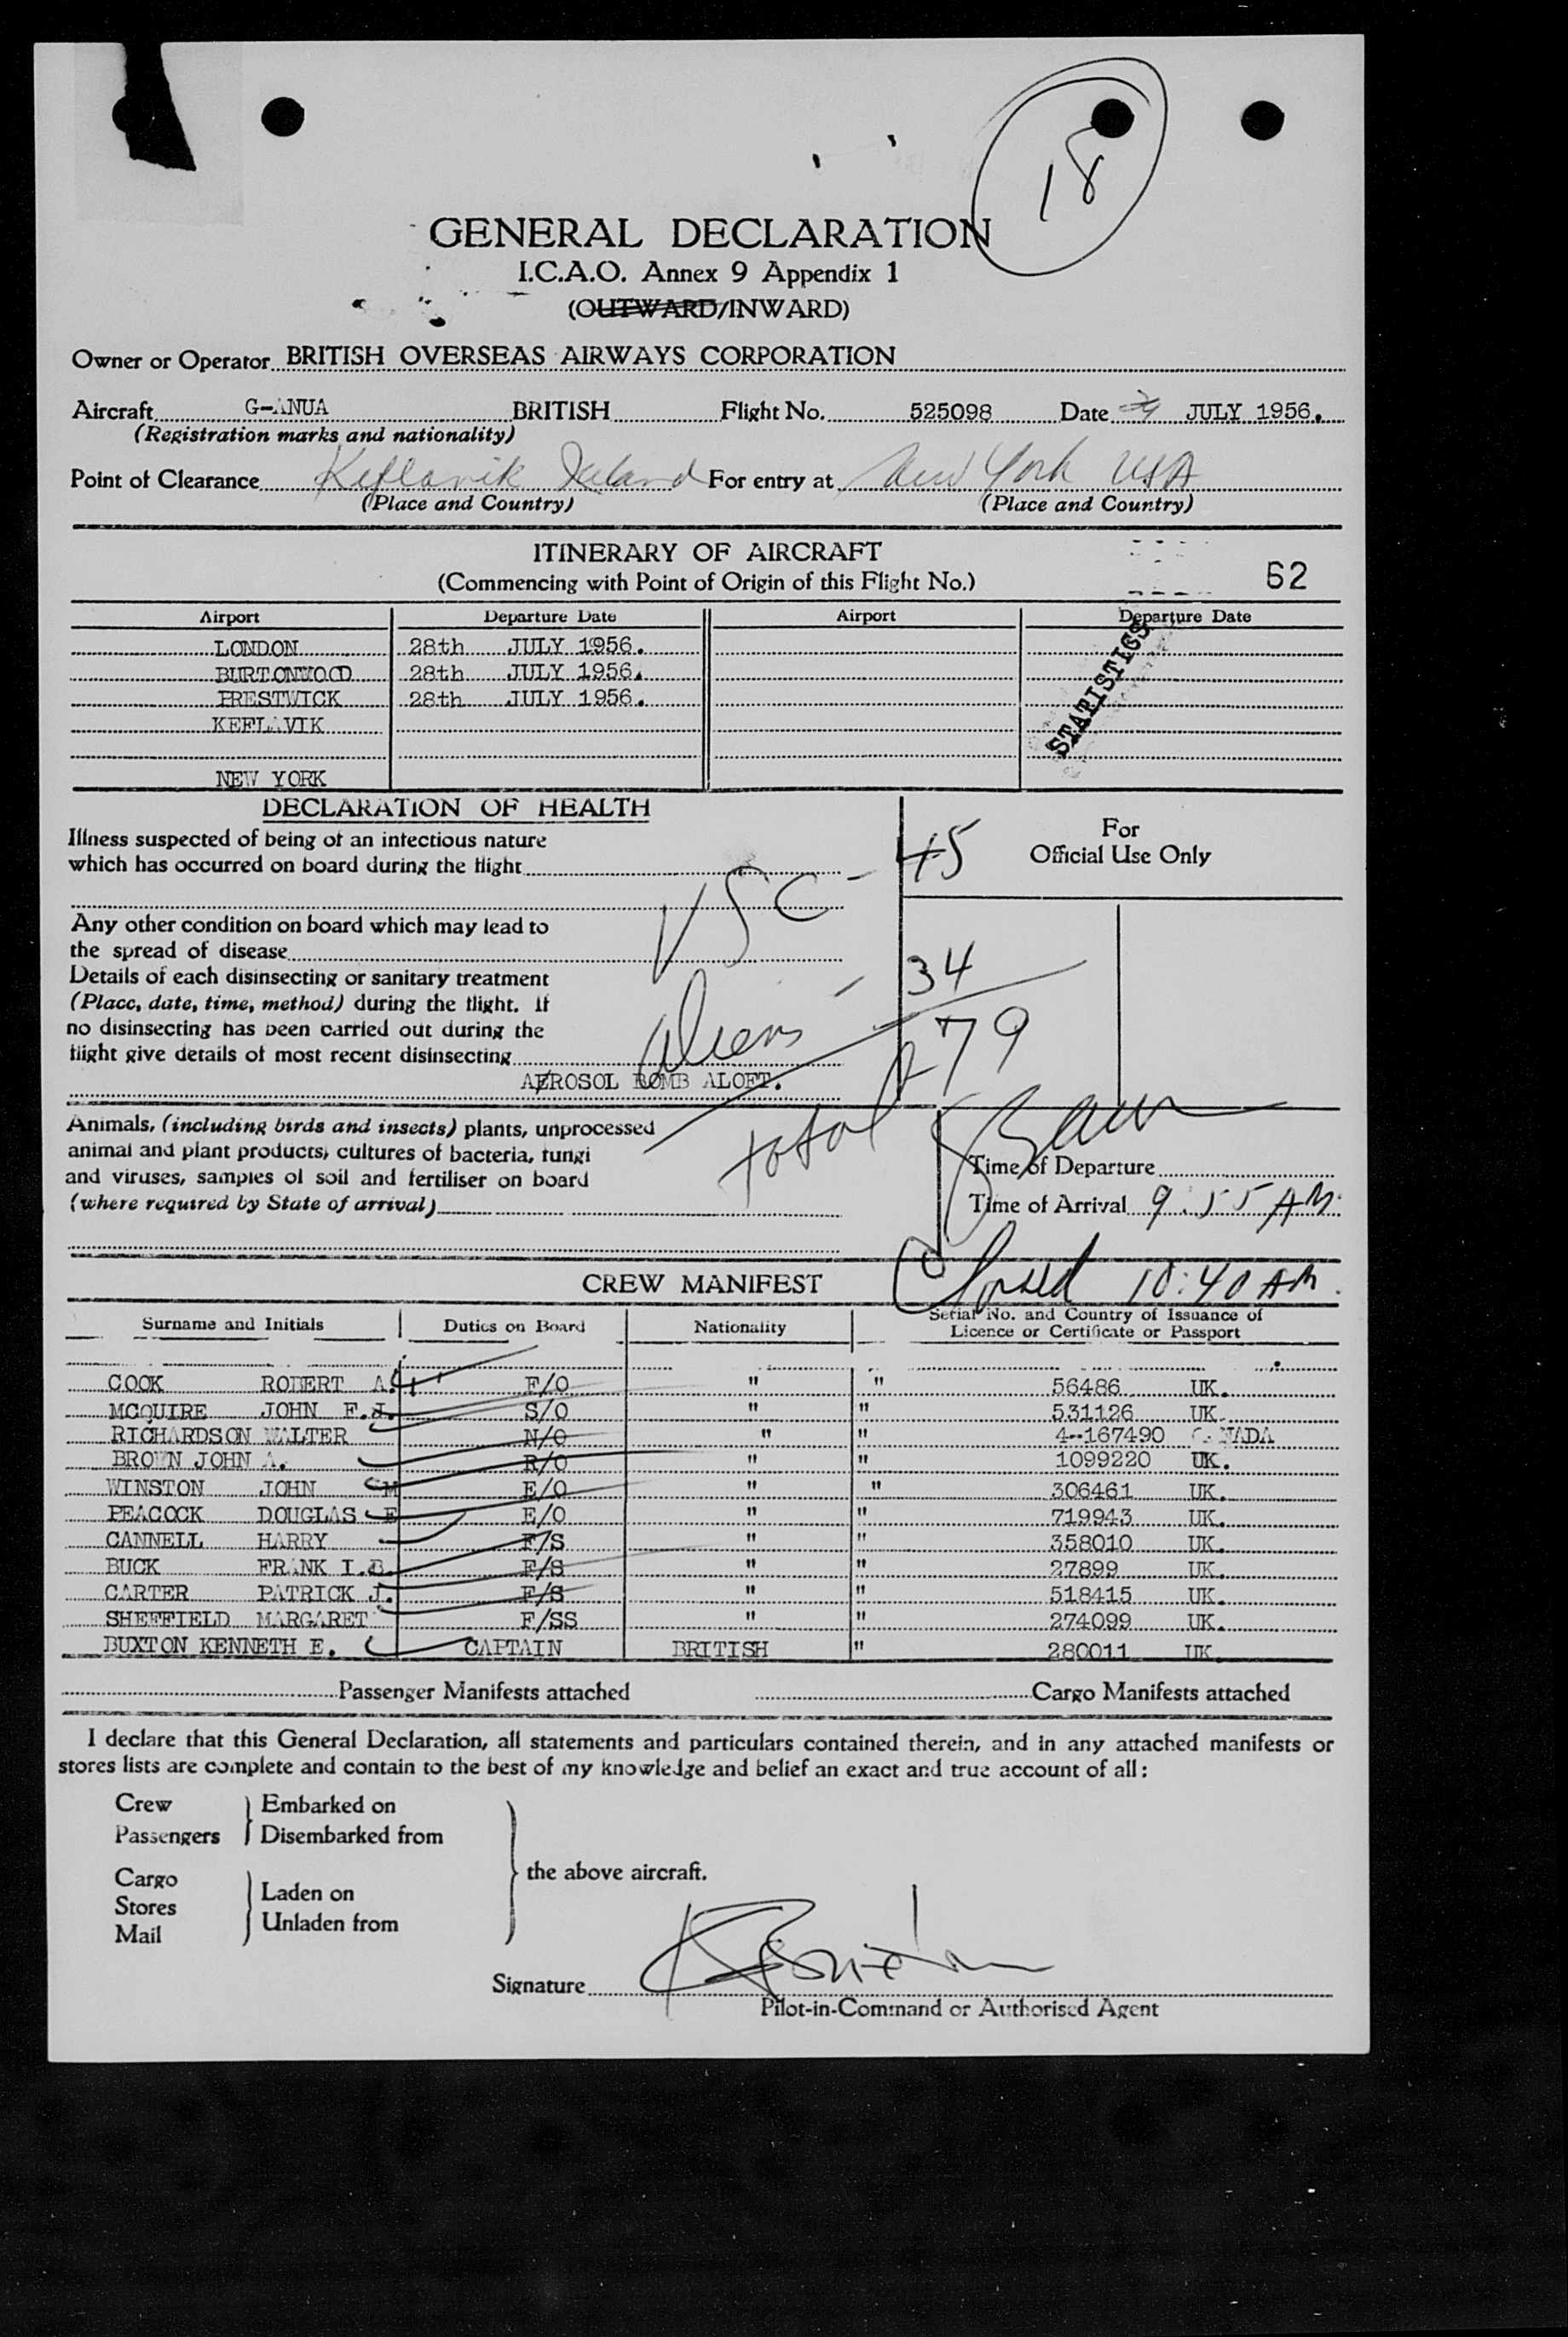 18
GENERAL DECLARATION
I.C.A.O. Annex 9 Appendix 1
(OUTWARD/INWARD)
Owner or Operator BRITISH OVERSEAS AIRWAYS CORPORATION
Aircraft G-ANUA BRITISH Flight No. 525098 Date JULY 1956.
(Registration marks and nationality)
Point of Clearance Keflavik Iceland For entry at New York USA
(Place and Country) (Place and Country)
ITINERARY OF AIRCRAFT
(Commencing with Point of Origin of this Flight No.) 62
Airport Departure Date Airport Departure Date
LONDON 28th JULY 1956.
BURTONWOOD 28th JULY 1956.
PRESTWICK 28th JULY 1956.
KEFLAVIK
NEW YORK
STATISTICS
DECLARATION OF HEALTH
Illness suspected of being of an infectious nature
which has occurred on board during the flight
For
Official Use Only
VSC - 45
Any other condition on board which may lead to
the spread of disease
Details of each disinsecting or sanitary treatment
(Place, date, time, method) during the flight. If
no disinsecting has been carried out during the
flight give details of most recent disinsecting
AEROSOL BOMB ALOFT.
Aliens - 34
Total 79
Animals, (including birds and insects) plants, unprocessed
animal and plant products, cultures of bacteria, fungi
and viruses, samples of soil and fertiliser on board
(where required by State of arrival)
Time of Departure
Time of Arrival 9.55 AM.
Closed 10:40 AM.
CREW MANIFEST
Surname and Initials Duties on Board Nationality Serial No. and Country of Issuance of
Licence or Certificate or Passport
COOK ROBERT A. F/O " " 56486 UK.
MCQUIRE JOHN F.J. S/O " " 531126 UK.
RICHARDSON WALTER N/O " " 4-167490 CANADA
BROWN JOHN A. R/O " " 1099220 UK.
WINSTON JOHN C M E/O " " 306461 UK.
PEACOCK DOUGLAS E E/O " " 719943 UK.
CANNELL HARRY F/S " " 358010 UK.
BUCK FRANK I.B. F/S " " 27899 UK.
CARTER PATRICK J. F/S " " 518415 UK.
SHEFFIELD MARGARET F/SS " " 274099 UK.
BUXTON KENNETH E. CAPTAIN BRITISH " 280011 UK
Passenger Manifests attached Cargo Manifests attached
I declare that this General Declaration, all statements and particulars contained therein, and in any attached manifests or
stores lists are complete and contain to the best of my knowledge and belief an exact and true account of all:
Crew Embarked on
Passengers Disembarked from
the above aircraft.
Cargo
Stores Laden on
Mail Unladen from
Signature
Pilot-in-Command or Authorised Agent